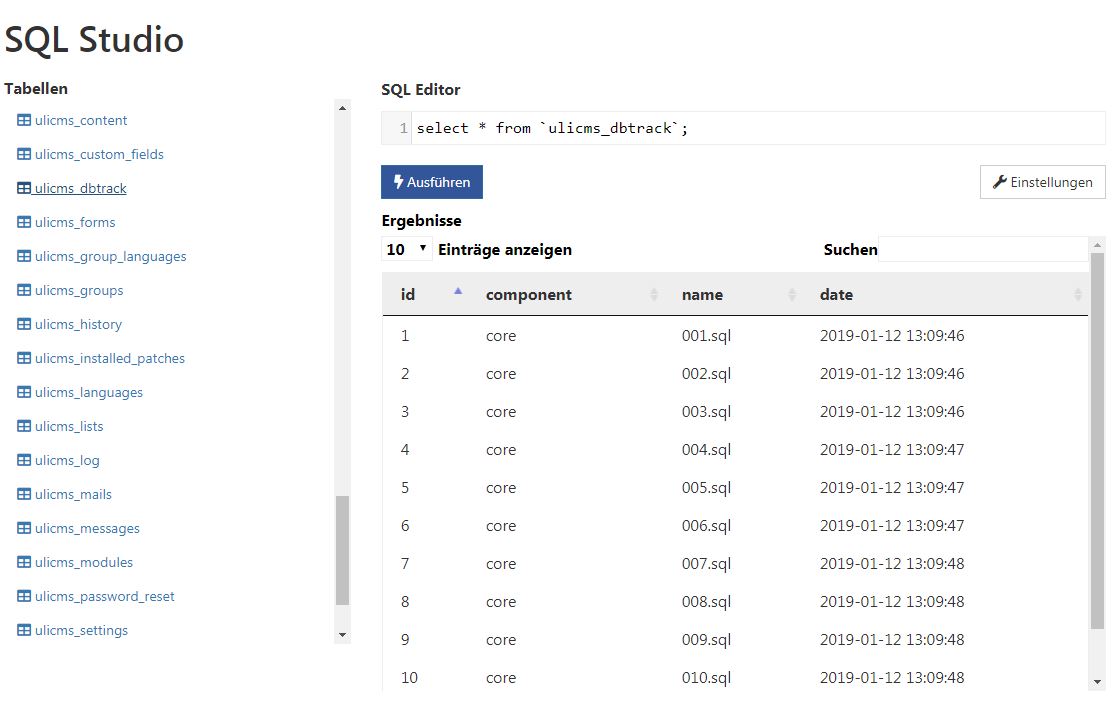 SQL Studio
Tabellen
ulicms_content
ulicms_custom_fields
ulicms_dbtrack
ulicms_forms
ulicms_group_languages
ulicms_groups
ulicms_history
ulicms_installed_patches
ulicms_languages
ulicms_lists
ulicms_log
ulicms_mails
ulicms_messages
ulicms_modules
ulicms_password_reset
ulicms_settings
SQL Editor
1 select * from `ulicms_dbtrack`;
Ausführen Einstellungen
Ergebnisse
10 Einträge anzeigen Suchen
id component name date
1 core 001.sql 2019-01-12 13:09:46
2 core 002.sql 2019-01-12 13:09:46
3 core 003.sql 2019-01-12 13:09:46
4 core 004.sql 2019-01-12 13:09:47
5 core 005.sql 2019-01-12 13:09:47
6 core 006.sql 2019-01-12 13:09:47
7 core 007.sql 2019-01-12 13:09:48
8 core 008.sql 2019-01-12 13:09:48
9 core 009.sql 2019-01-12 13:09:48
10 core 010.sql 2019-01-12 13:09:48